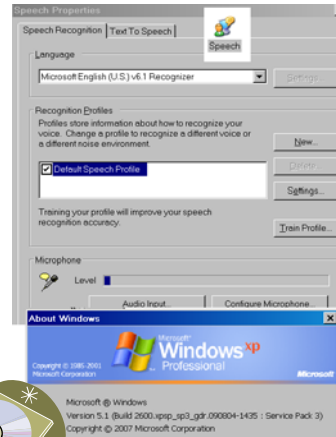 Speech Properties
Speech Recognition Text To Speech
Speech
Language
Microsoft English (U.S.) v6.1 Recognizer
Settings...
Recognition Profiles
Profiles store information about how to recognize your
voice. Change a profile to recognize a different voice or
a different noise environment.
New...
Default Speech Profile
Delete...
Settings...
Training your profile will improve your speech
recognition accuracy.
Train Profile...
Microphone
Level
Audio Input...
Configure Microphone...
About Windows
Microsoft®
Windows xp
Professional
Copyright © 1985-2001
Microsoft Corporation
Microsoft
Microsoft ® Windows
Version 5.1 (Build 2600.xpsp_sp3_gdr.090804-1435 : Service Pack 3)
Copyright © 2007 Microsoft Corporation